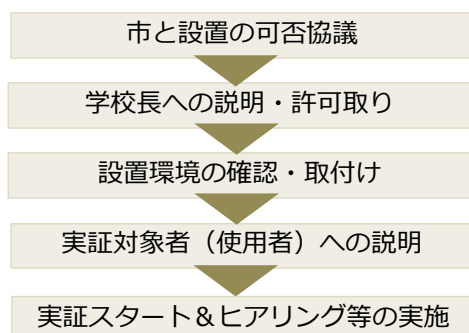 市と設置の可否協議
学校長への説明・許可取り
設置環境の確認・取付け
実証対象者（使用者）への説明
実証スタート＆ヒアリング等の実施